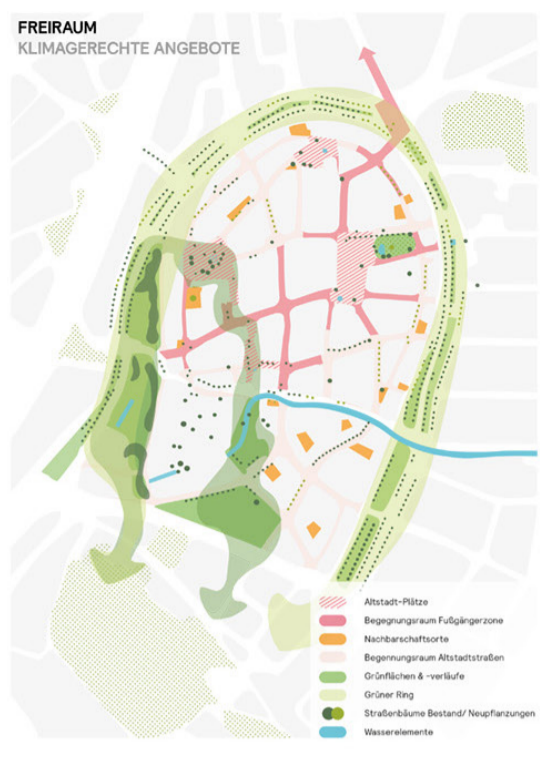 FREIRAUM
KLIMAGERECHTE ANGEBOTE
Altstadt-Plätze
Begegnungsraum Fußgängerzone
Nachbarschaftsorte
Begennungsraum Altstadtstraßen
Grünflächen & -verläufe
Grüner Ring
Straßenbäume Bestand/ Neupflanzungen
Wasserelemente